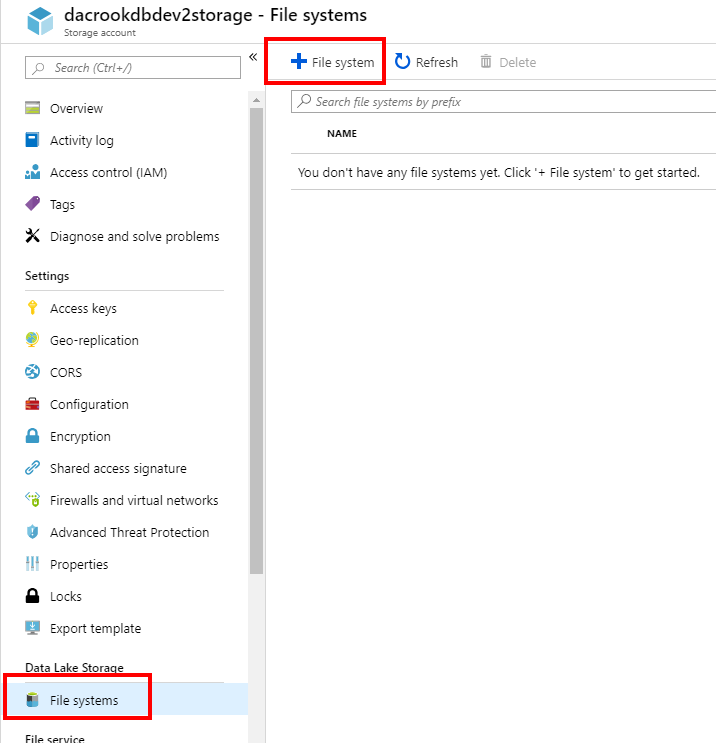 dacrookdbdev2storage - File systems
Storage account
Search (Ctrl+/)
«
Overview
Activity log
Access control (IAM)
Tags
Diagnose and solve problems
Settings
Access keys
Geo-replication
CORS
Configuration
Encryption
Shared access signature
Firewalls and virtual networks
Advanced Threat Protection
Properties
Locks
Export template
Data Lake Storage
File systems
File service
File system Refresh Delete
Search file systems by prefix
NAME
You don't have any file systems yet. Click '+ File system' to get started.